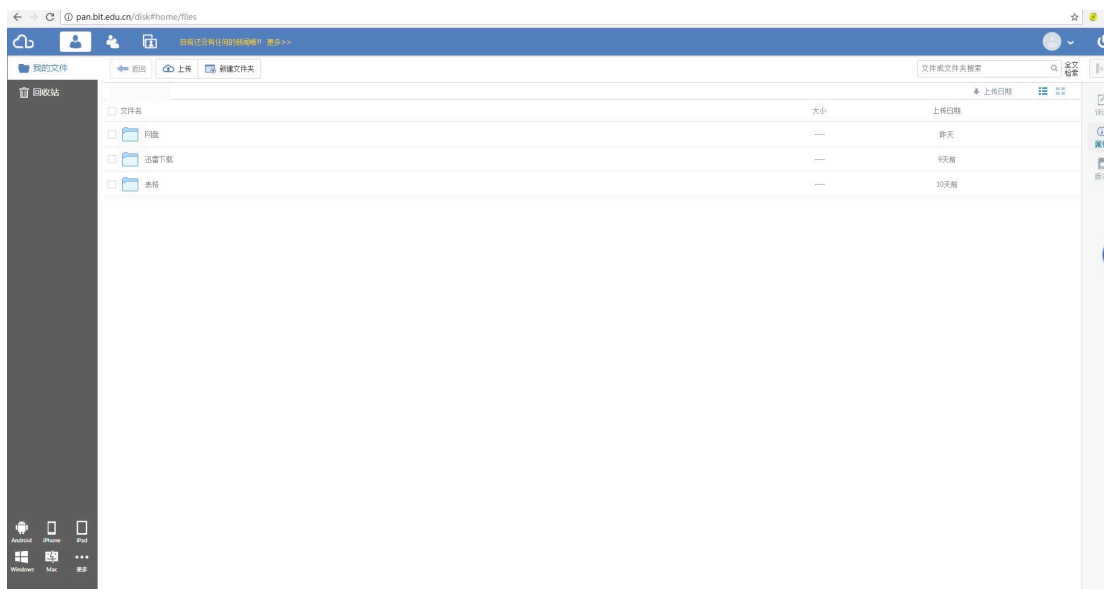 pan.blt.edu.cn/disk#home/files
目前还没有任何的新闻哦!! 更多>>
我的文件
返回 上传 新建文件夹
文件或文件夹搜索
全文
检索
回收站
上传日期
文件名 大小 上传日期
网盘 ---- 昨天
迅雷下载 ---- 9天前
表格 ---- 10天前
Android iPhone iPad
Windows Mac 更多